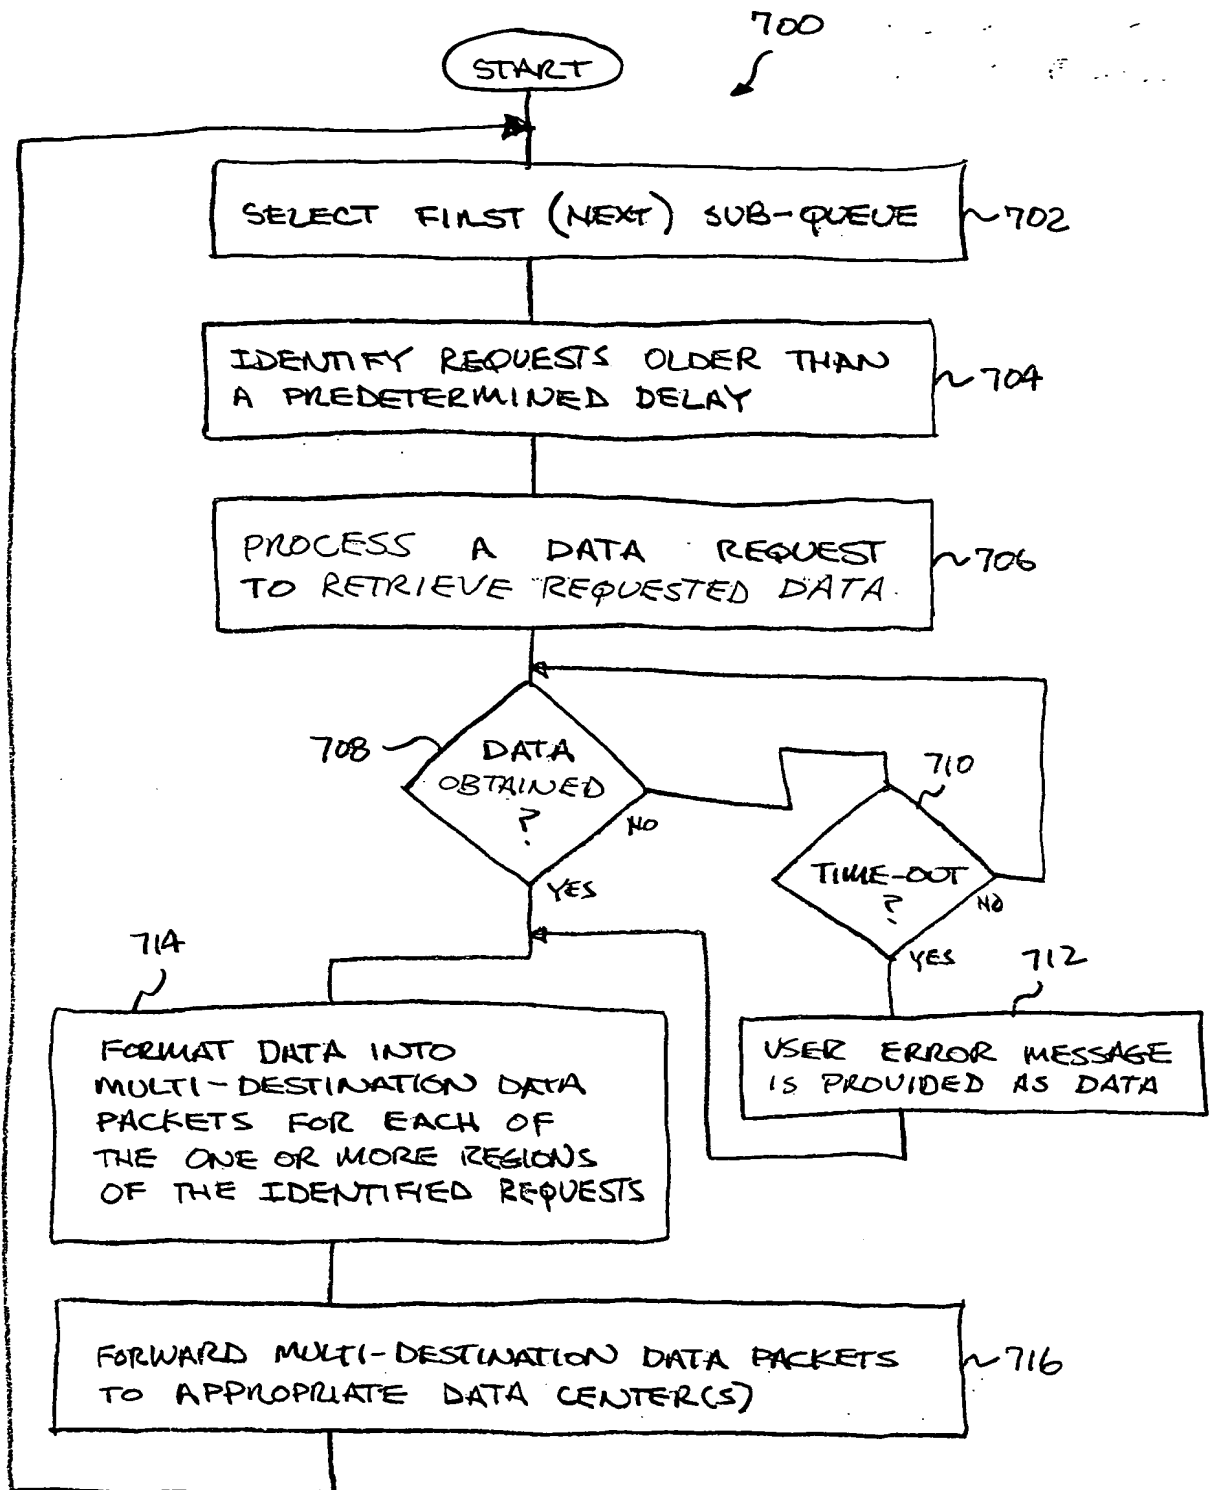 700
START
SELECT FIRST (NEXT) SUB-QUEUE
702
IDENTIFY REQUESTS OLDER THAN
A PREDETERMINED DELAY
704
PROCESS A DATA REQUEST
TO RETRIEVE REQUESTED DATA.
706
708
DATA
OBTAINED
?
NO
YES
710
TIME-OUT
?
NO
YES
712
USER ERROR MESSAGE
IS PROVIDED AS DATA
714
FORMAT DATA INTO
MULTI-DESTINATION DATA
PACKETS FOR EACH OF
THE ONE OR MORE REGIONS
OF THE IDENTIFIED REQUESTS
FORWARD MULTI-DESTINATION DATA PACKETS
TO APPROPRIATE DATA CENTER(S)
716